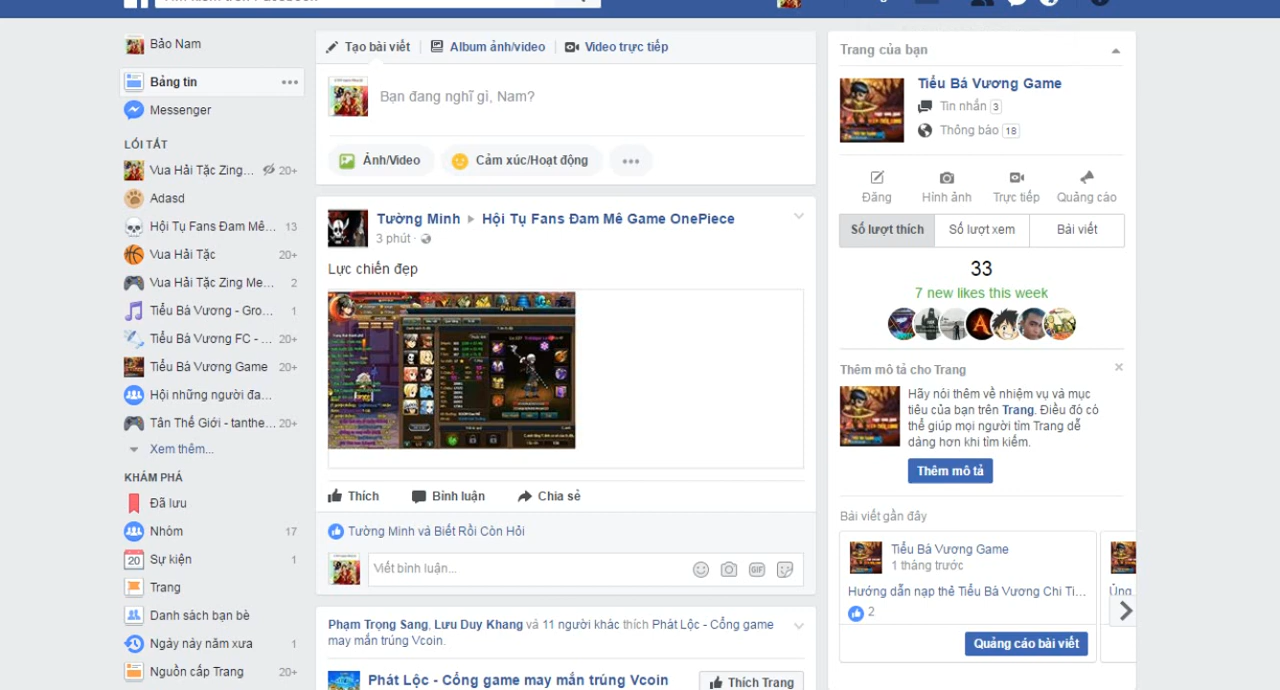 Bảo Nam
Bảng tin
Messenger
LỐI TẮT
Vua Hải Tặc Zing... 20+
Adasd
Hội Tụ Fans Đam Mê... 13
Vua Hải Tặc 20+
Vua Hải Tặc Zing Me... 2
Tiểu Bá Vương - Gro... 1
Tiểu Bá Vương FC - ... 20+
Tiểu Bá Vương Game 20+
Hội những người đa...
Tân Thế Giới - tanthe... 20+
Xem thêm...
KHÁM PHÁ
Đã lưu
Nhóm 17
20 Sự kiện 1
Trang
Danh sách bạn bè
Ngày này năm xưa 1
Nguồn cấp Trang 20+
Tạo bài viết
Album ảnh/video
Video trực tiếp
Bạn đang nghĩ gì, Nam?
Ảnh/Video
Cảm xúc/Hoạt động
Tường Minh ▸ Hội Tụ Fans Đam Mê Game OnePiece
3 phút ·
Lực chiến đẹp
Thích
Bình luận
Chia sẻ
Tường Minh và Biết Rồi Còn Hỏi
Viết bình luận...
GIF
Phạm Trọng Sang, Lưu Duy Khang và 11 người khác thích Phát Lộc - Cổng game
may mắn trúng Vcoin.
Phát Lộc - Cổng game may mắn trúng Vcoin
Thích Trang
Trang của bạn
Tiểu Bá Vương Game
Tin nhắn 3
Thông báo 18
Đăng
Hình ảnh
Trực tiếp
Quảng cáo
Số lượt thích
Số lượt xem
Bài viết
33
7 new likes this week
Thêm mô tả cho Trang
Hãy nói thêm về nhiệm vụ và mục
tiêu của bạn trên Trang. Điều đó có
thể giúp mọi người tìm Trang dễ
dàng hơn khi tìm kiếm.
Thêm mô tả
Bài viết gần đây
Tiểu Bá Vương Game
1 tháng trước
Hướng dẫn nạp thẻ Tiểu Bá Vương Chi Ti...
2
Quảng cáo bài viết